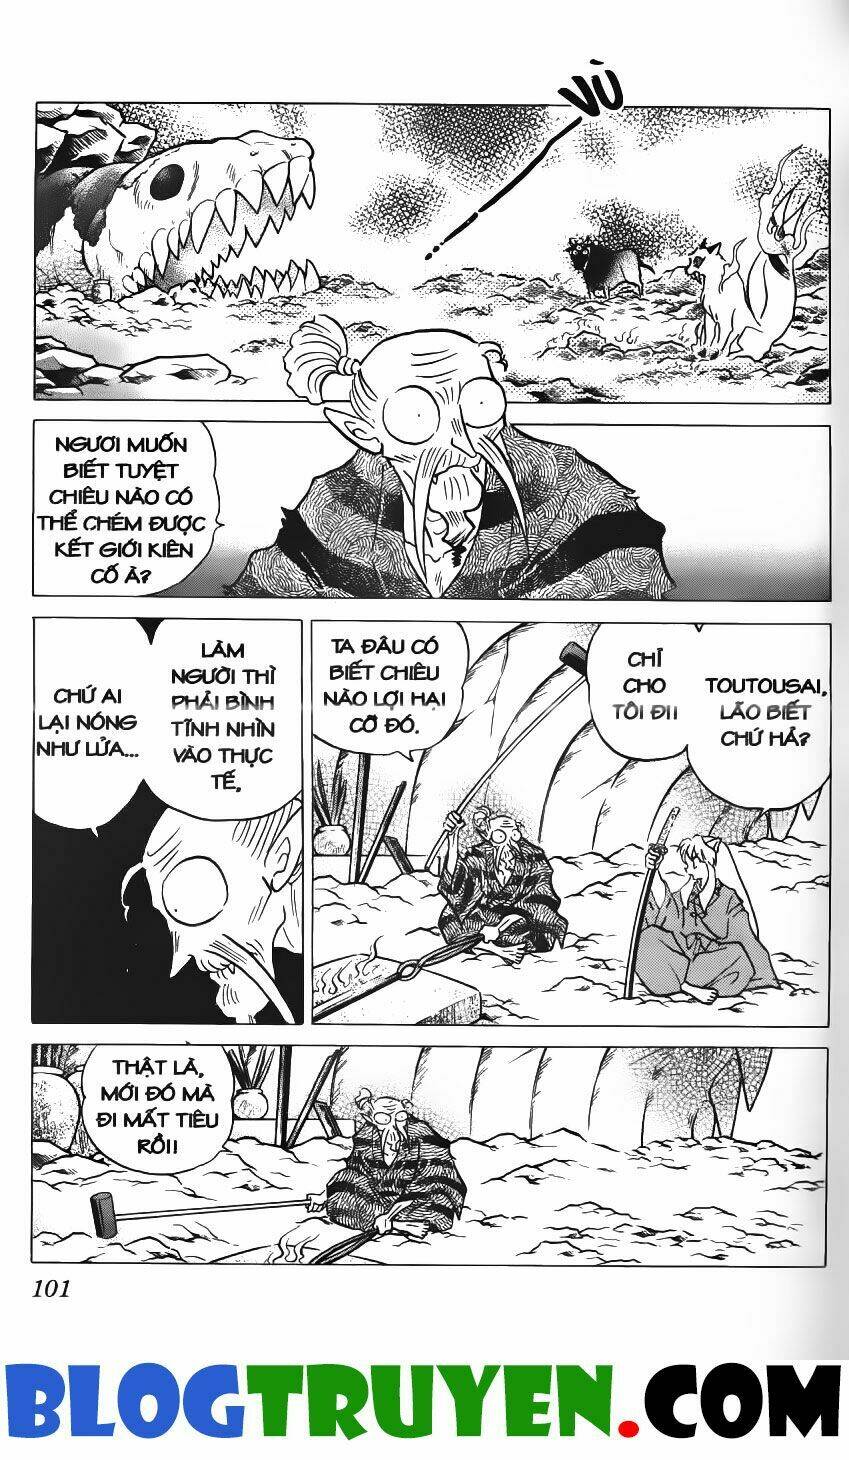 VÙ
NGƯƠI MUỐN
BIẾT TUYỆT
CHIÊU NÀO CÓ
THỂ CHÉM ĐƯỢC
KẾT GIỚI KIÊN
CỐ À?
TOUTOUSAI,
LÃO BIẾT
CHỨ HẢ?
CHỈ
CHO
TÔI ĐI!
TA ĐÂU CÓ
BIẾT CHIÊU
NÀO LỢI HẠI
CỠ ĐÓ.
LÀM
NGƯỜI THÌ
PHẢI BÌNH
TĨNH NHÌN
VÀO THỰC
TẾ,
CHỨ AI
LẠI NÓNG
NHƯ LỬA...
THẬT LÀ,
MỚI ĐÓ MÀ
ĐI MẤT TIÊU
RỒI!
101
BLOGTRUYEN.COM